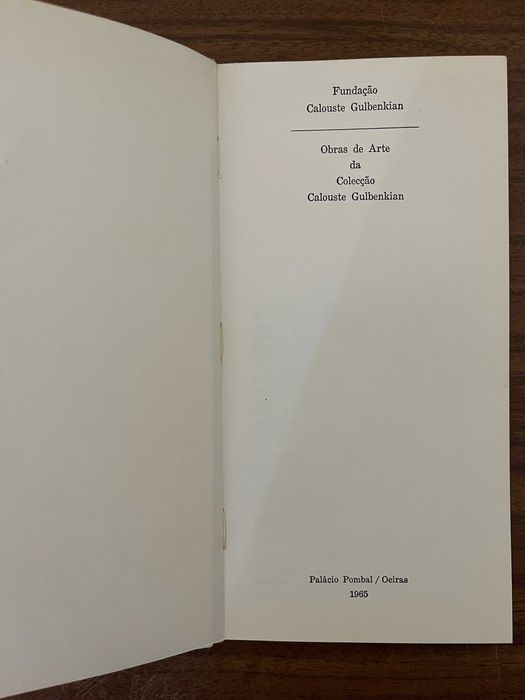 Fundação
Calouste Gulbenkian
Obras de Arte
da
Colecção
Calouste Gulbenkian
Palácio Pombal / Oeiras
1965